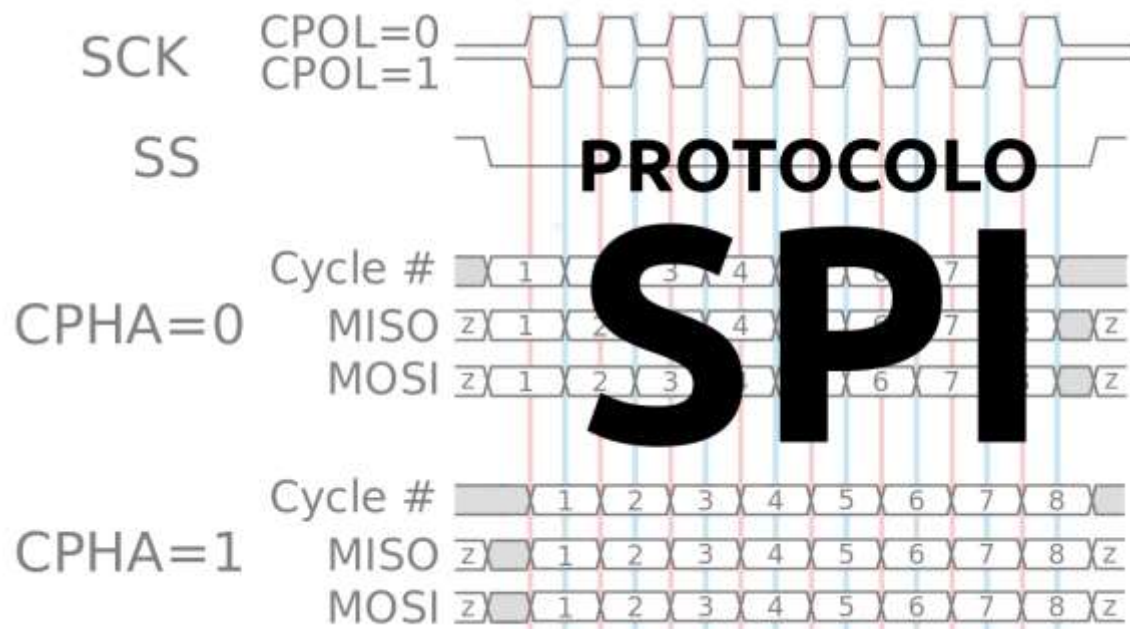 CPOL=0
SCK
CPOL=1
SS
PROTOCOLO
SPI
Cycle # 1 3 4 7
CPHA=0
MISO z 1 2 4 7 z
MOSI z 1 2 3 6 7 z
Cycle # 1 2 3 4 5 6 7 8
CPHA=1
MISO z 1 2 3 4 5 6 7 8 z
MOSI z 1 2 3 4 5 6 7 8 z